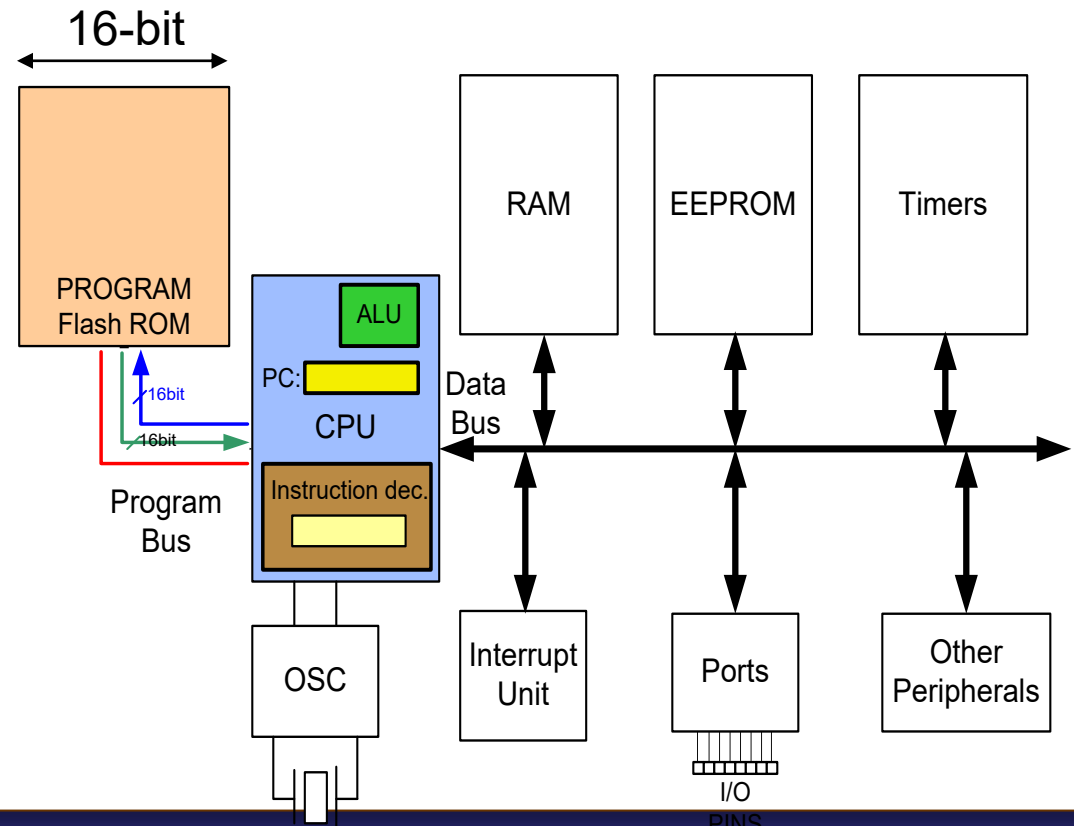 16-bit
PROGRAM
Flash ROM
RAM
EEPROM
Timers
ALU
PC:
CPU
Instruction dec.
16bit
16bit
Program
Bus
Data
Bus
OSC
Interrupt
Unit
Ports
Other
Peripherals
I/O
PINS